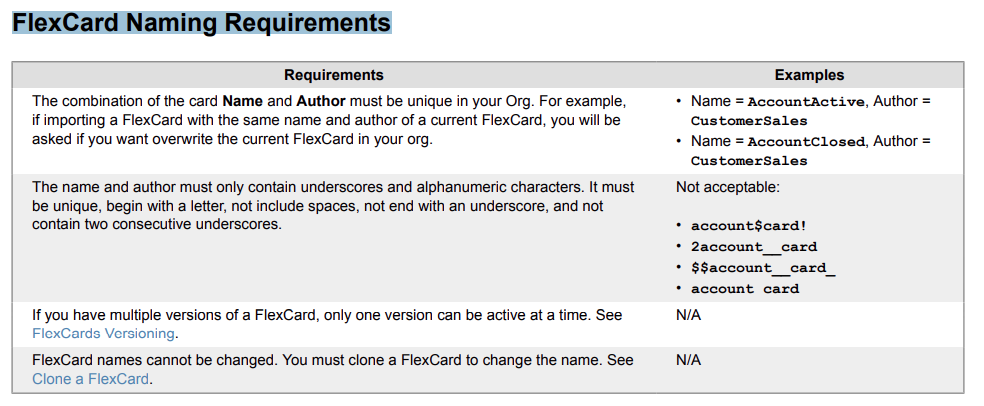 FlexCard Naming Requirements
Requirements
Examples
The combination of the card Name and Author must be unique in your Org. For example,
if importing a FlexCard with the same name and author of a current FlexCard, you will be
asked if you want overwrite the current FlexCard in your org.
• Name = AccountActive, Author =
CustomerSales
• Name = AccountClosed, Author =
CustomerSales
The name and author must only contain underscores and alphanumeric characters. It must
be unique, begin with a letter, not include spaces, not end with an underscore, and not
contain two consecutive underscores.
Not acceptable:
• account$card!
• 2account__card
• $$account__card_
• account card
If you have multiple versions of a FlexCard, only one version can be active at a time. See
FlexCards Versioning.
N/A
FlexCard names cannot be changed. You must clone a FlexCard to change the name. See
Clone a FlexCard.
N/A